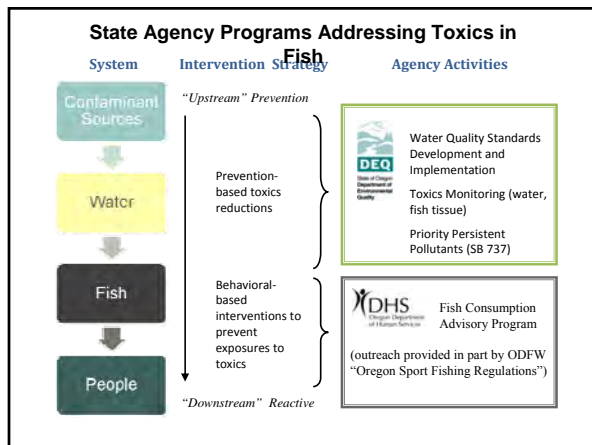 State Agency Programs Addressing Toxics in
Fish
System
Intervention Strategy
Agency Activities
Contaminant
Sources
Water
Fish
People
"Upstream" Prevention
Prevention-
based toxics
reductions
Behavioral-
based
interventions to
prevent
exposures to
toxics
"Downstream" Reactive
DEQ
State of Oregon
Department of
Environmental
Quality
Water Quality Standards
Development and
Implementation
Toxics Monitoring (water,
fish tissue)
Priority Persistent
Pollutants (SB 737)
DHS
Oregon Department
of Human Services
Fish Consumption
Advisory Program
(outreach provided in part by ODFW
"Oregon Sport Fishing Regulations")